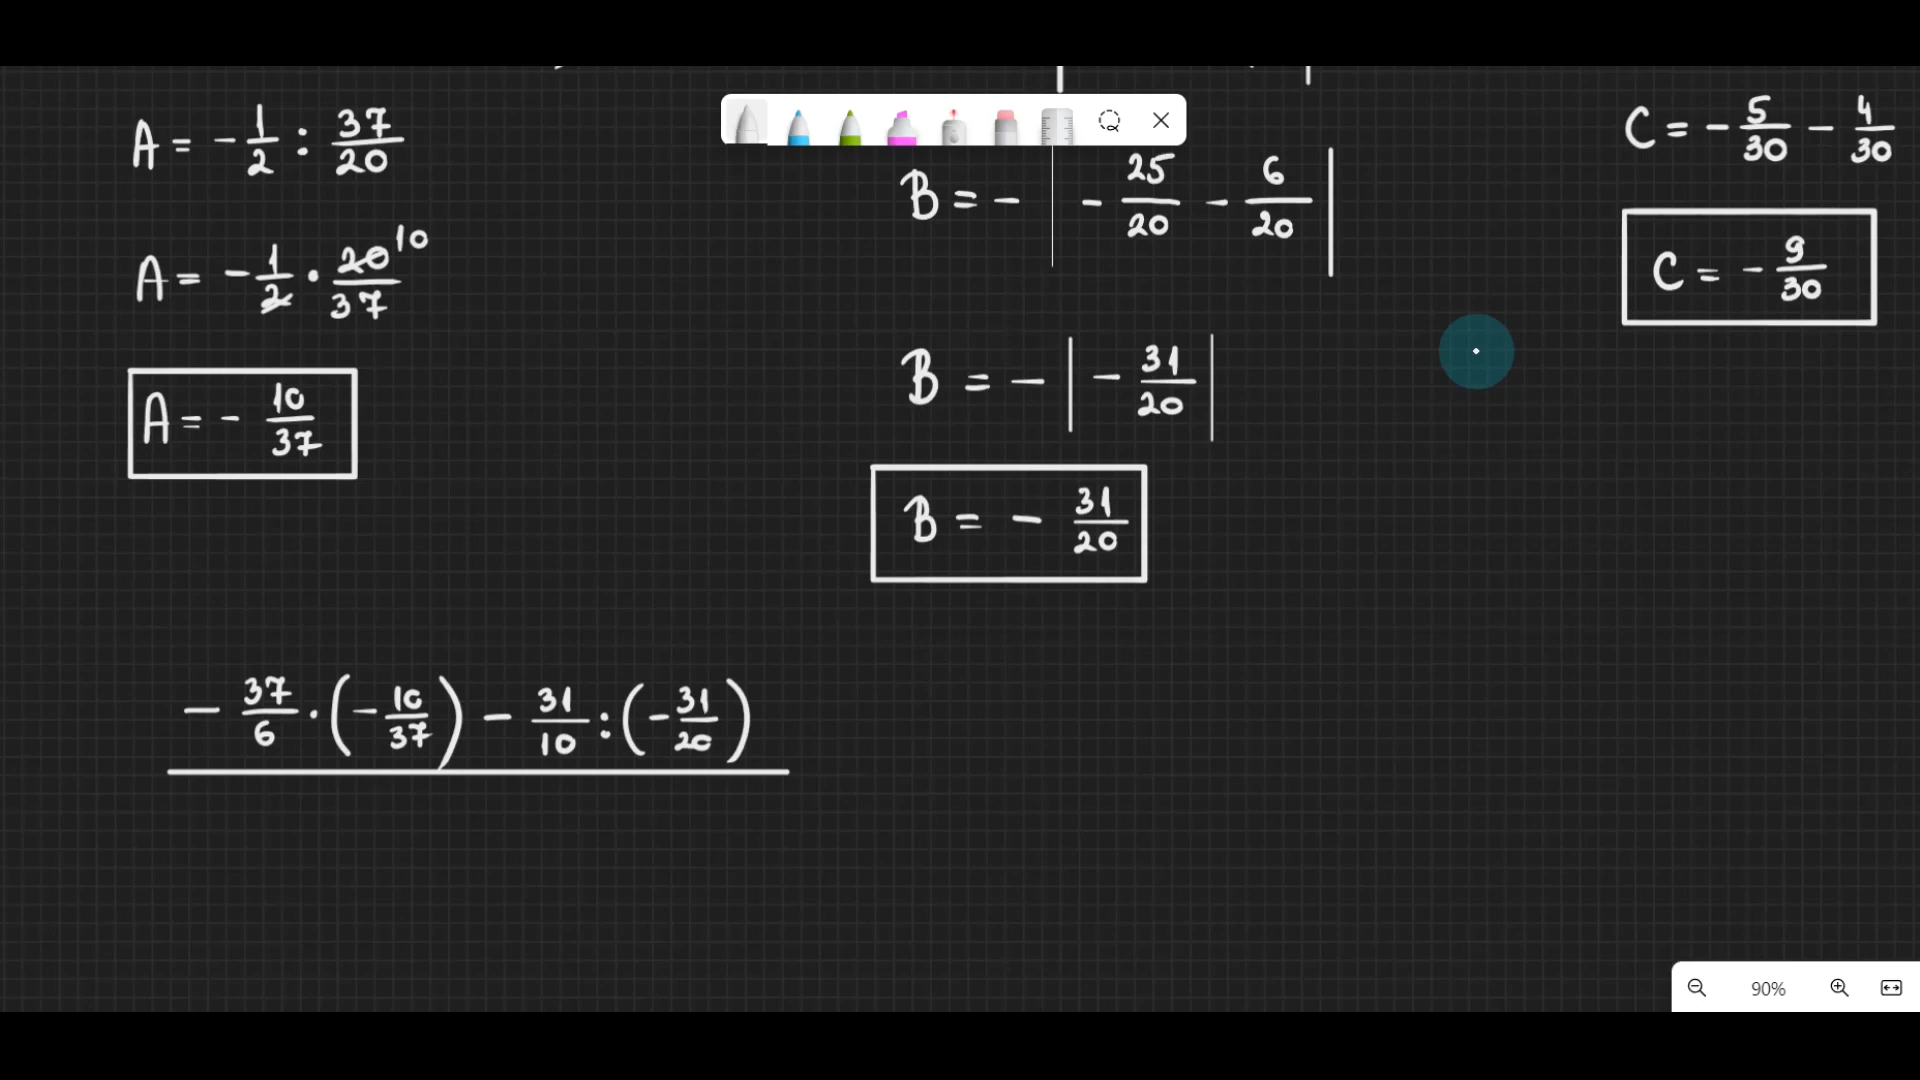 A = - 1/2 : 37/20
A = - 1/2 · 20/37 10
A = - 10/37
B = - | - 25/20 - 6/20 |
B = - | - 31/20 |
B = - 31/20
C = - 5/30 - 4/30
C = - 9/30
- 37/6 · (- 10/37) - 31/10 : (- 31/20)
90%